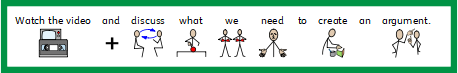 Watch the video and discuss what we need to create an argument.